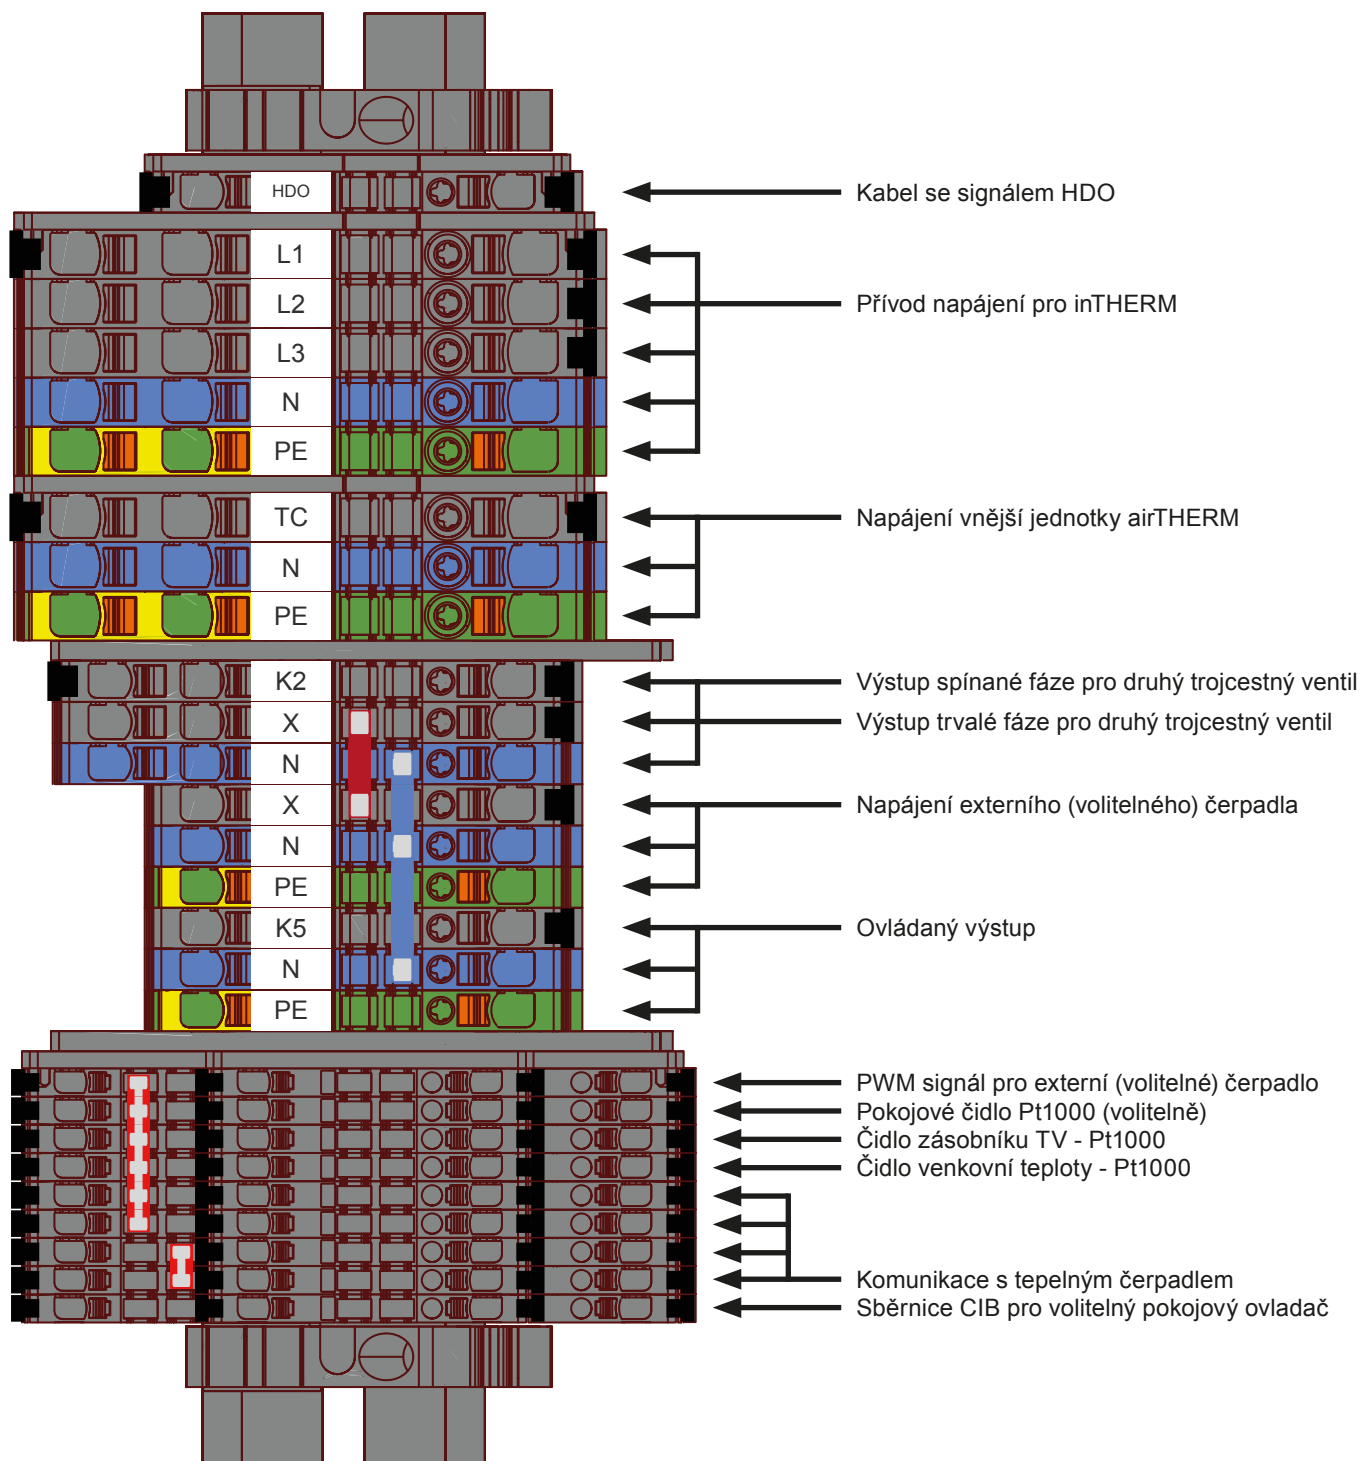 HDO Kabel se signálem HDO
L1
L2 Přívod napájení pro inTHERM
L3
N
PE
TC Napájení vnější jednotky airTHERM
N
PE
K2 Výstup spínané fáze pro druhý trojcestný ventil
X Výstup trvalé fáze pro druhý trojcestný ventil
N
X Napájení externího (volitelného) čerpadla
N
PE
K5 Ovládaný výstup
N
PE
PWM signál pro externí (volitelné) čerpadlo
Pokojové čidlo Pt1000 (volitelně)
Čidlo zásobníku TV - Pt1000
Čidlo venkovní teploty - Pt1000
Komunikace s tepelným čerpadlem
Sběrnice CIB pro volitelný pokojový ovladač